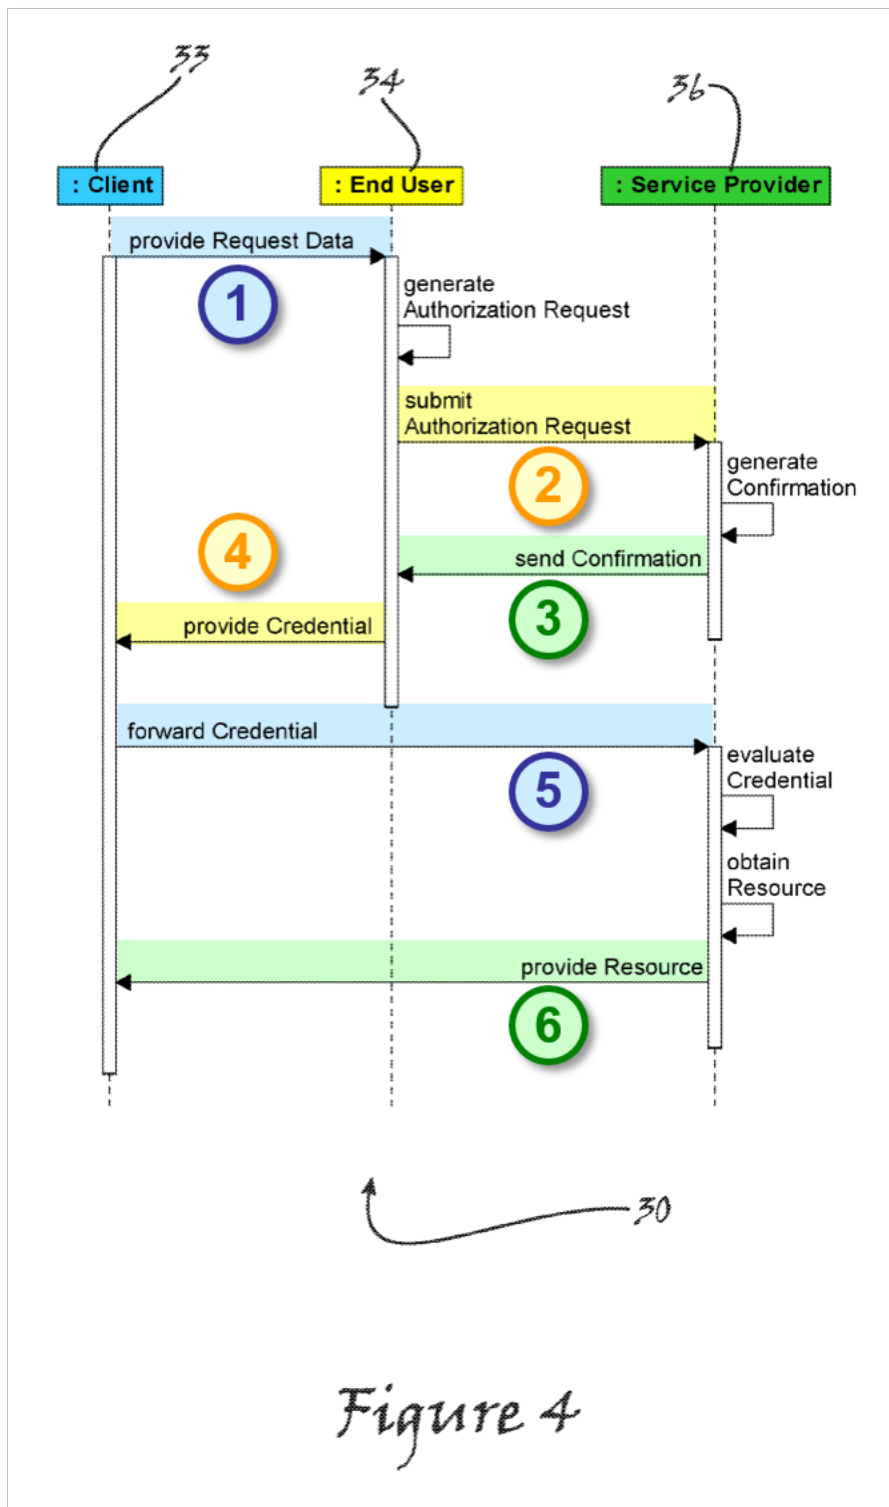 33
34
36
: Client
: End User
: Service Provider
provide Request Data
1
generate
Authorization Request
submit
Authorization Request
2
generate
Confirmation
4
send Confirmation
3
provide Credential
forward Credential
5
evaluate
Credential
obtain
Resource
provide Resource
6
30
Figure 4